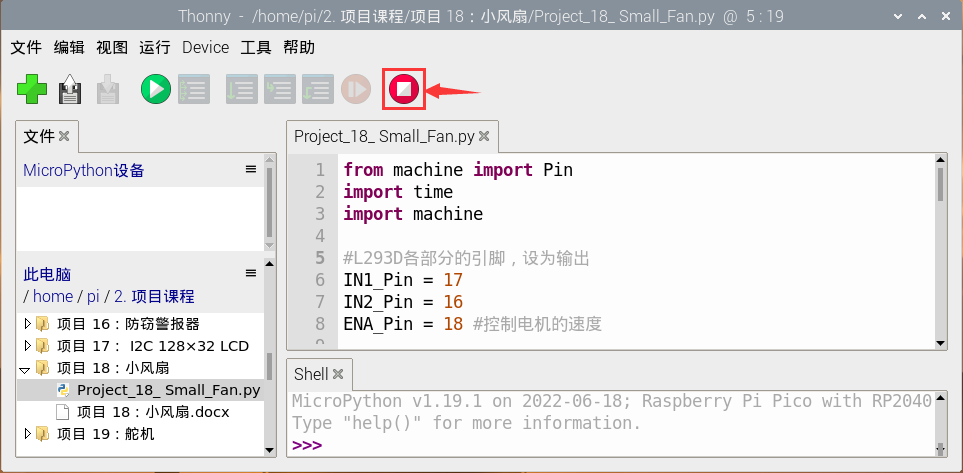 Thonny - /home/pi/2. 项目课程/项目 18：小风扇/Project_18_ Small_Fan.py @ 5 : 19
文件 编辑 视图 运行 Device 工具 帮助
文件
MicroPython设备
此电脑
/ home / pi / 2. 项目课程
项目 16：防窃警报器
项目 17： I2C 128×32 LCD
项目 18：小风扇
Project_18_ Small_Fan.py
项目 18：小风扇.docx
项目 19：舵机
Project_18_ Small_Fan.py
1 from machine import Pin
2 import time
3 import machine
4
5 #L293D各部分的引脚，设为输出
6 IN1_Pin = 17
7 IN2_Pin = 16
8 ENA_Pin = 18 #控制电机的速度
9
Shell
MicroPython v1.19.1 on 2022-06-18; Raspberry Pi Pico with RP2040
Type "help()" for more information.
>>>